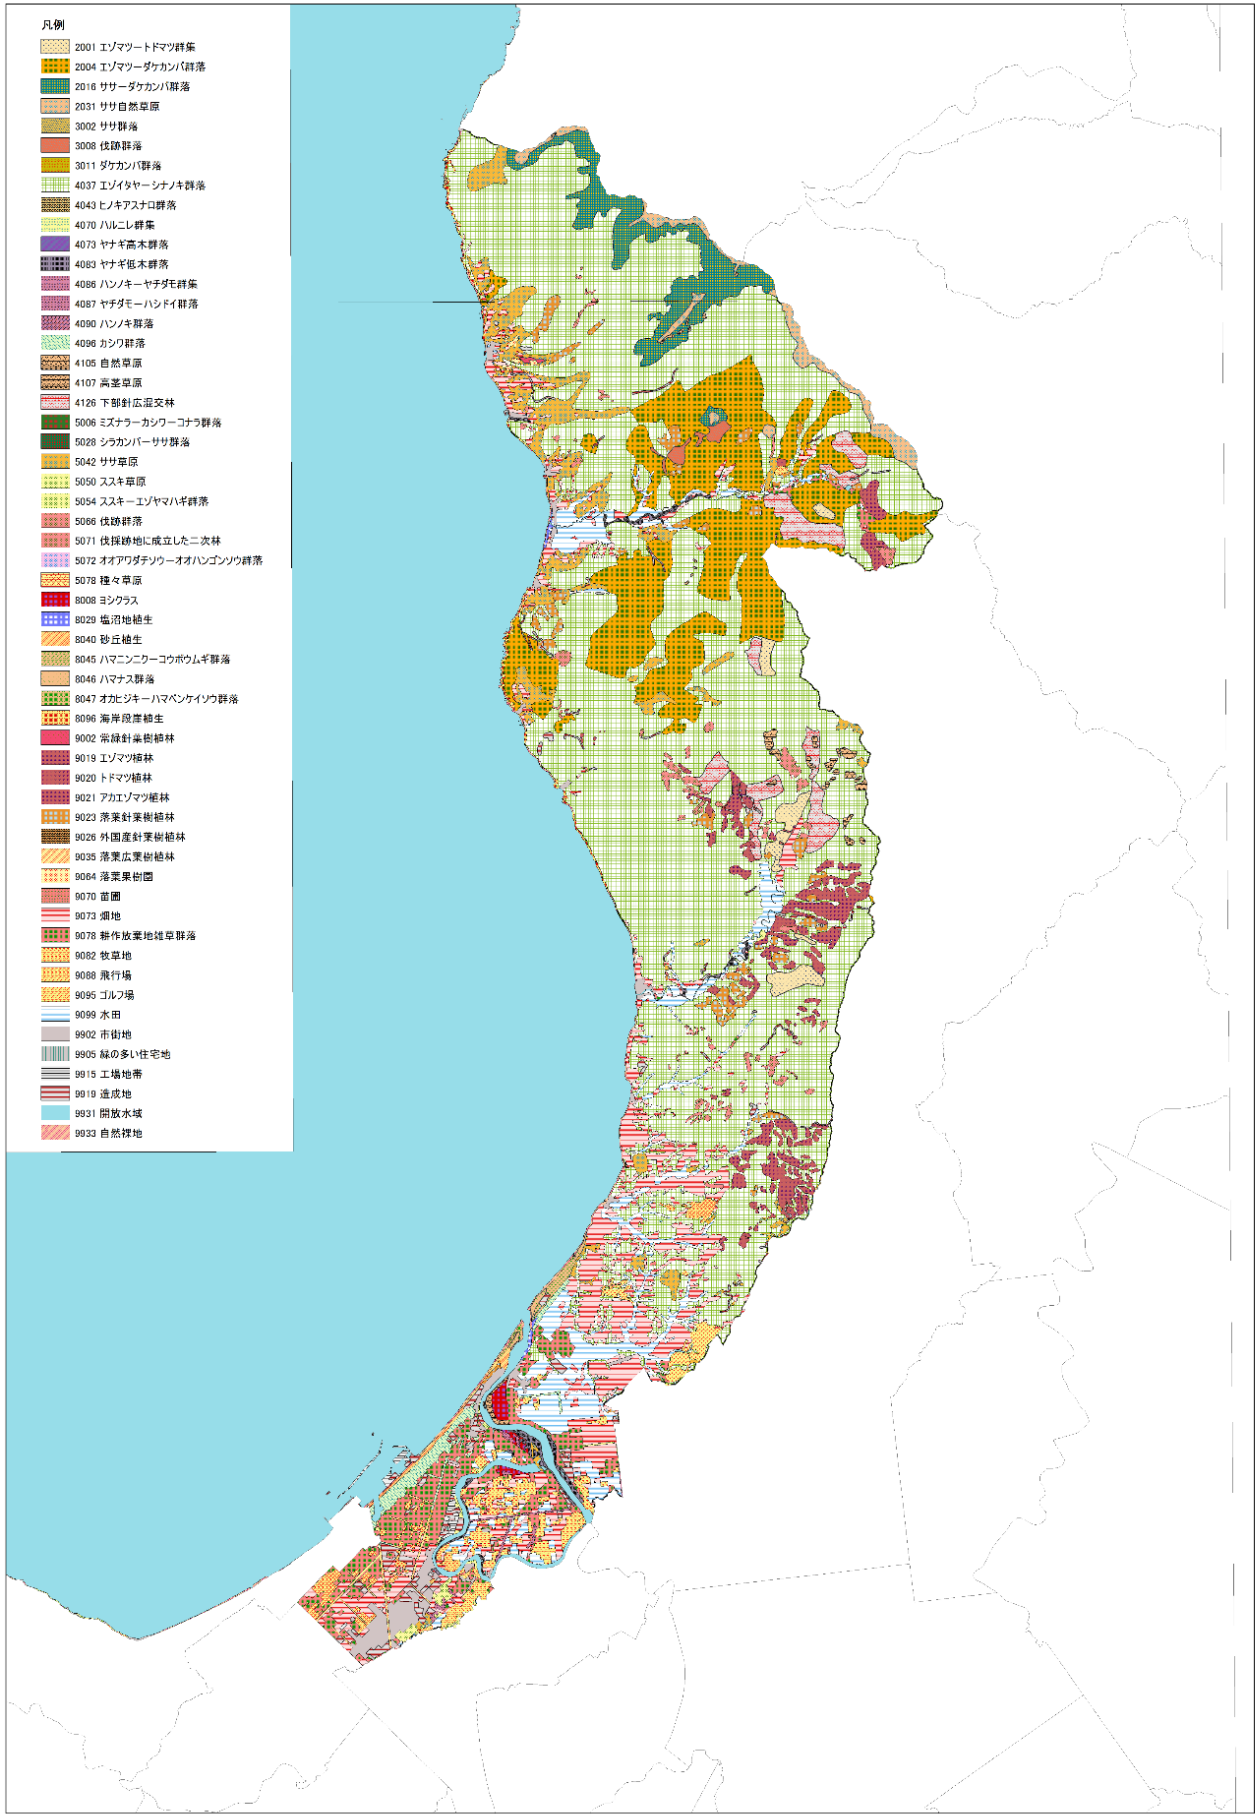 凡例
2001 エゾマツートドマツ群集
2004 エゾマツーダケカンバ群落
2016 ササーダケカンバ群落
2031 ササ自然草原
3002 ササ群落
3008 伐跡群落
3011 ダケカンバ群落
4037 エゾイタヤーシナノキ群落
4043 ヒノキアスナロ群落
4070 ハルニレ群集
4073 ヤナギ高木群落
4083 ヤナギ低木群落
4086 ハンノキーヤチダモ群集
4087 ヤチダモーハシドイ群落
4090 ハンノキ群落
4096 カシワ群落
4105 自然草原
4107 高茎草原
4126 下部針広混交林
5006 ミズナラーカシワーコナラ群落
5028 シラカンバーササ群落
5042 ササ草原
5050 ススキ草原
5054 ススキーエゾヤマハギ群落
5066 伐跡群落
5071 伐採跡地に成立した二次林
5072 オオアワダチソウーオオハンゴンソウ群落
5078 種々草原
8008 ヨシクラス
8029 塩沼地植生
8040 砂丘植生
8045 ハマニンニクーコウボウムギ群落
8046 ハマナス群落
8047 オカヒジキーハマベンケイソウ群落
8096 海岸段崖植生
9002 常緑針葉樹植林
9019 エゾマツ植林
9020 トドマツ植林
9021 アカエゾマツ植林
9023 落葉針葉樹植林
9026 外国産針葉樹植林
9035 落葉広葉樹植林
9064 落葉果樹園
9070 苗圃
9073 畑地
9078 耕作放棄地雑草群落
9082 牧草地
9088 飛行場
9095 ゴルフ場
9099 水田
9902 市街地
9905 緑の多い住宅地
9915 工場地帯
9919 造成地
9931 開放水域
9933 自然裸地